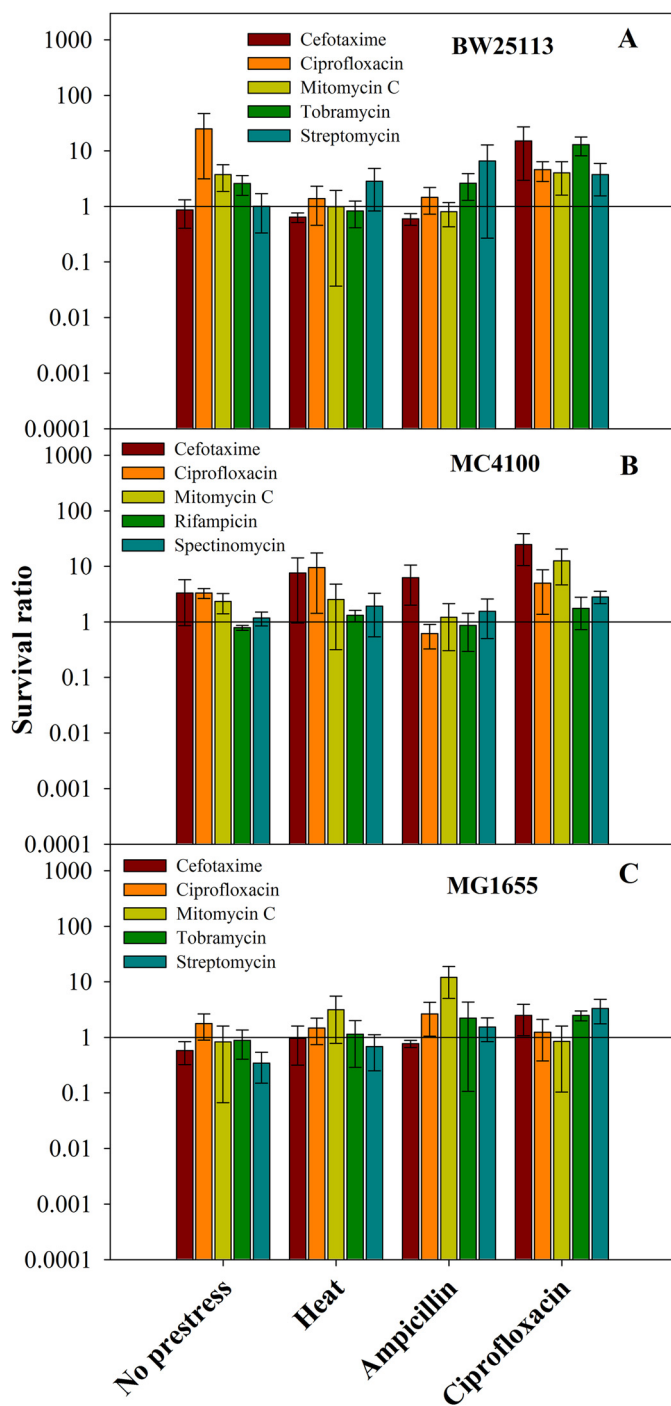 A
BW25113
Cefotaxime
Ciprofloxacin
Mitomycin C
Tobramycin
Streptomycin
1000
100
10
1
0.1
0.01
0.001
0.0001
B
MC4100
Cefotaxime
Ciprofloxacin
Mitomycin C
Rifampicin
Spectinomycin
1000
100
10
1
0.1
0.01
0.001
0.0001
Survival ratio
C
MG1655
Cefotaxime
Ciprofloxacin
Mitomycin C
Tobramycin
Streptomycin
1000
100
10
1
0.1
0.01
0.001
0.0001
No prestress
Heat
Ampicillin
Ciprofloxacin